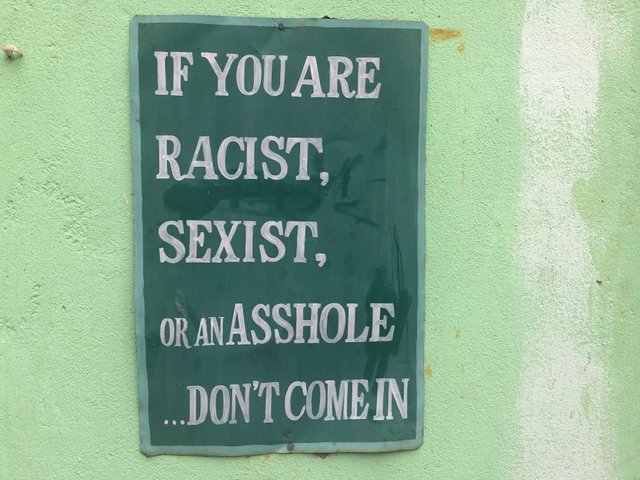 IF YOU ARE
RACIST,
SEXIST,
OR AN ASSHOLE
...DON'T COME IN